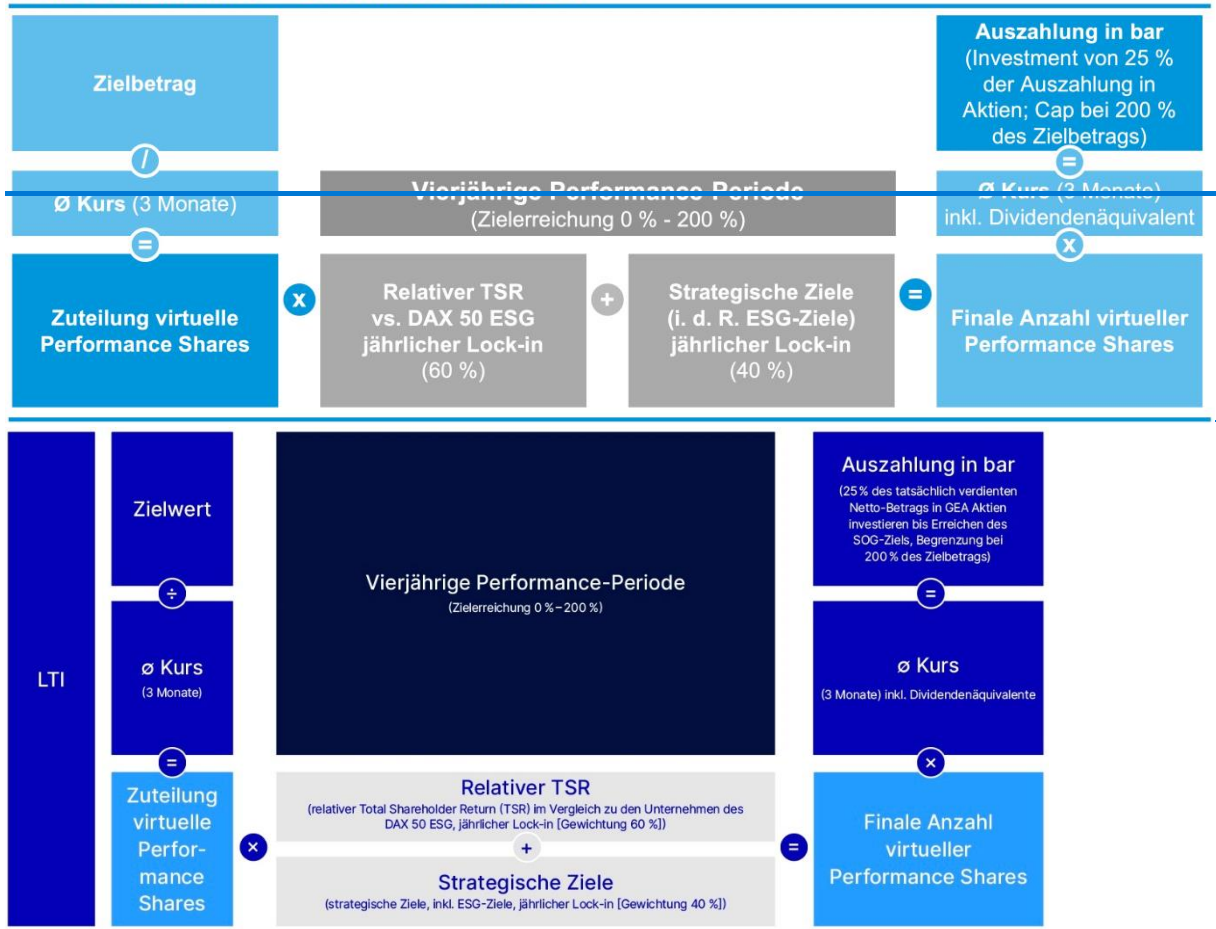 Zielbetrag
/
Ø Kurs (3 Monate)
=
Zuteilung virtuelle
Performance Shares
x
Vierjährige Performance-Periode
(Zielerreichung 0 % - 200 %)
Relativer TSR
vs. DAX 50 ESG
jährlicher Lock-in
(60 %)
+
Strategische Ziele
(i. d. R. ESG-Ziele)
jährlicher Lock-in
(40 %)
=
Auszahlung in bar
(Investment von 25 %
der Auszahlung in
Aktien; Cap bei 200 %
des Zielbetrags)
=
Ø Kurs (3 Monate)
inkl. Dividendenäquivalent
x
Finale Anzahl virtueller
Performance Shares
LTI
Zielwert
÷
ø Kurs
(3 Monate)
=
Zuteilung
virtuelle
Perfor-
mance
Shares
×
Vierjährige Performance-Periode
(Zielerreichung 0 % – 200 %)
Relativer TSR
(relativer Total Shareholder Return (TSR) im Vergleich zu den Unternehmen des
DAX 50 ESG, jährlicher Lock-in [Gewichtung 60 %])
+
Strategische Ziele
(strategische Ziele, inkl. ESG-Ziele, jährlicher Lock-in [Gewichtung 40 %])
=
Auszahlung in bar
(25 % des tatsächlich verdienten
Netto-Betrags in GEA Aktien
investieren bis Erreichen des
SOG-Ziels, Begrenzung bei
200 % des Zielbetrags)
=
ø Kurs
(3 Monate) inkl. Dividendenäquivalente
×
Finale Anzahl
virtueller
Performance Shares